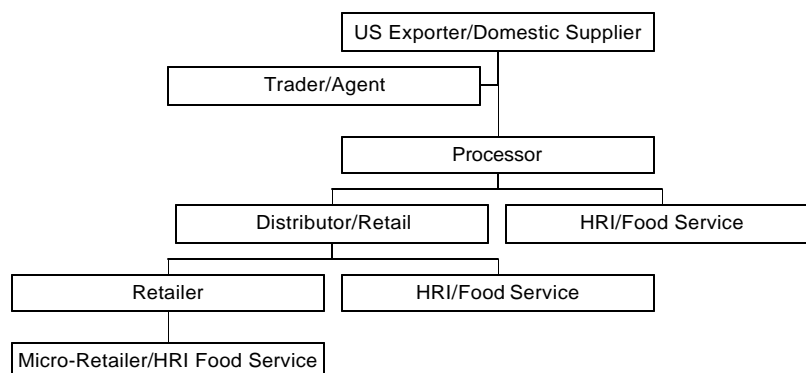 US Exporter/Domestic Supplier
Trader/Agent
Processor
Distributor/Retail
HRI/Food Service
Retailer
HRI/Food Service
Micro-Retailer/HRI Food Service